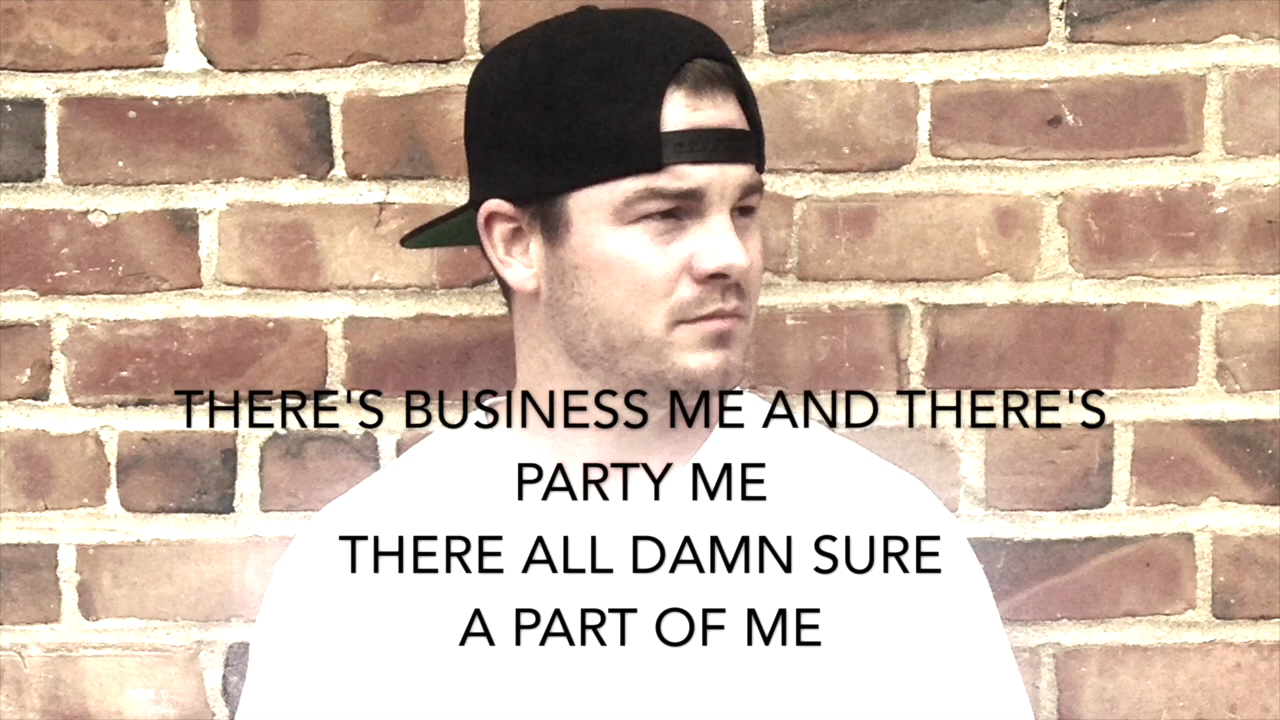 THERE'S BUSINESS ME AND THERE'S
PARTY ME
THERE ALL DAMN SURE
A PART OF ME